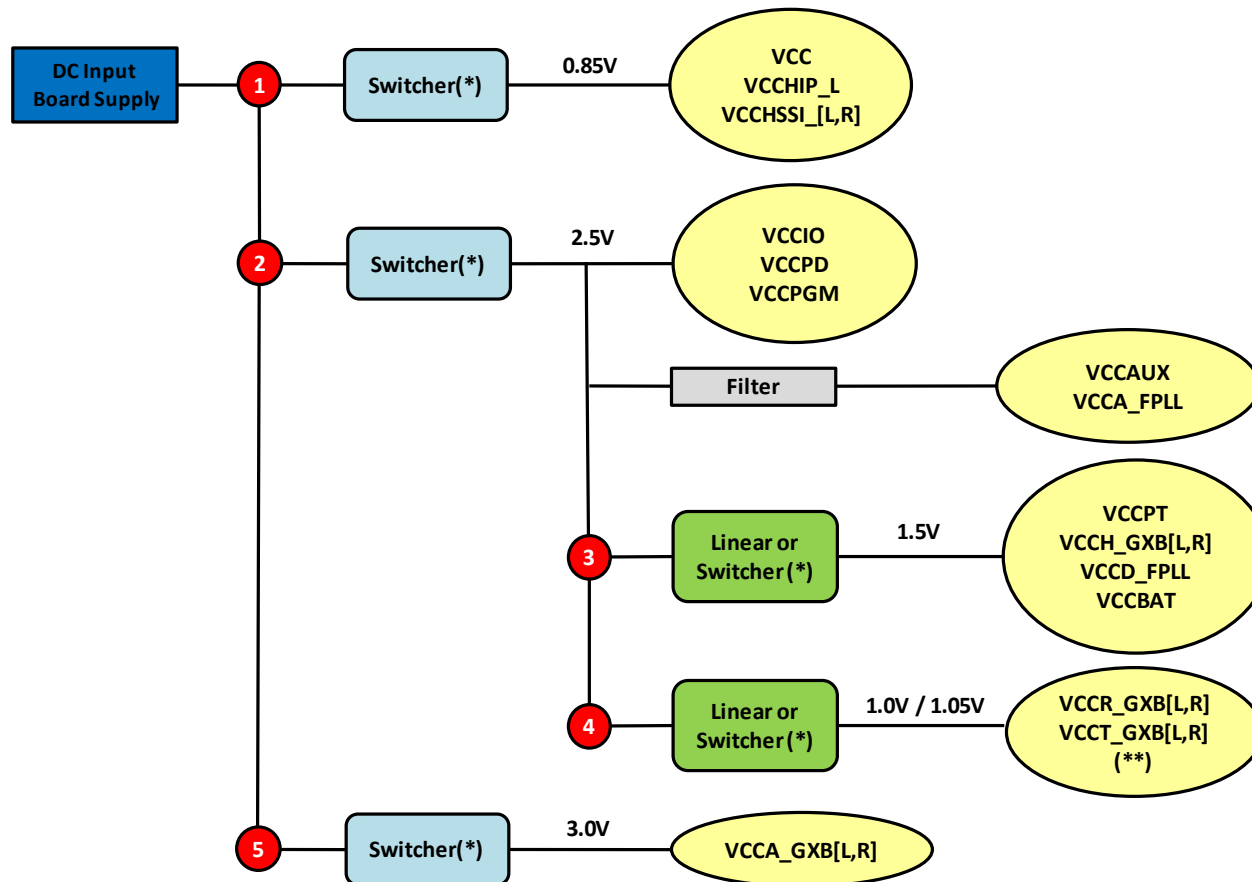 DC Input
Board Supply
1
Switcher(*)
0.85V
VCC
VCCHIP_L
VCCHSSI_[L,R]
2
Switcher(*)
2.5V
VCCIO
VCCPD
VCCPGM
Filter
VCCAUX
VCCA_FPLL
3
Linear or
Switcher (*)
1.5V
VCCPT
VCCH_GXB[L,R]
VCCD_FPLL
VCCBAT
4
Linear or
Switcher (*)
1.0V / 1.05V
VCCR_GXB[L,R]
VCCT_GXB[L,R]
(**)
5
Switcher(*)
3.0V
VCCA_GXB[L,R]